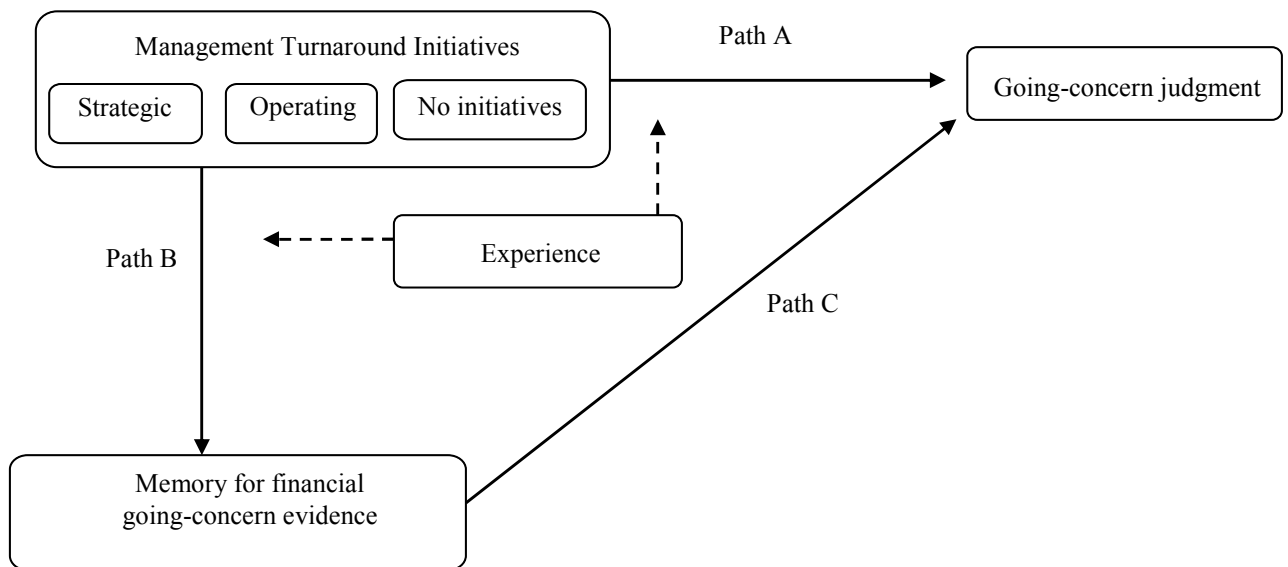 Management Turnaround Initiatives
Strategic
Operating
No initiatives
Path A
Going-concern judgment
Path B
Experience
Path C
Memory for financial
going-concern evidence